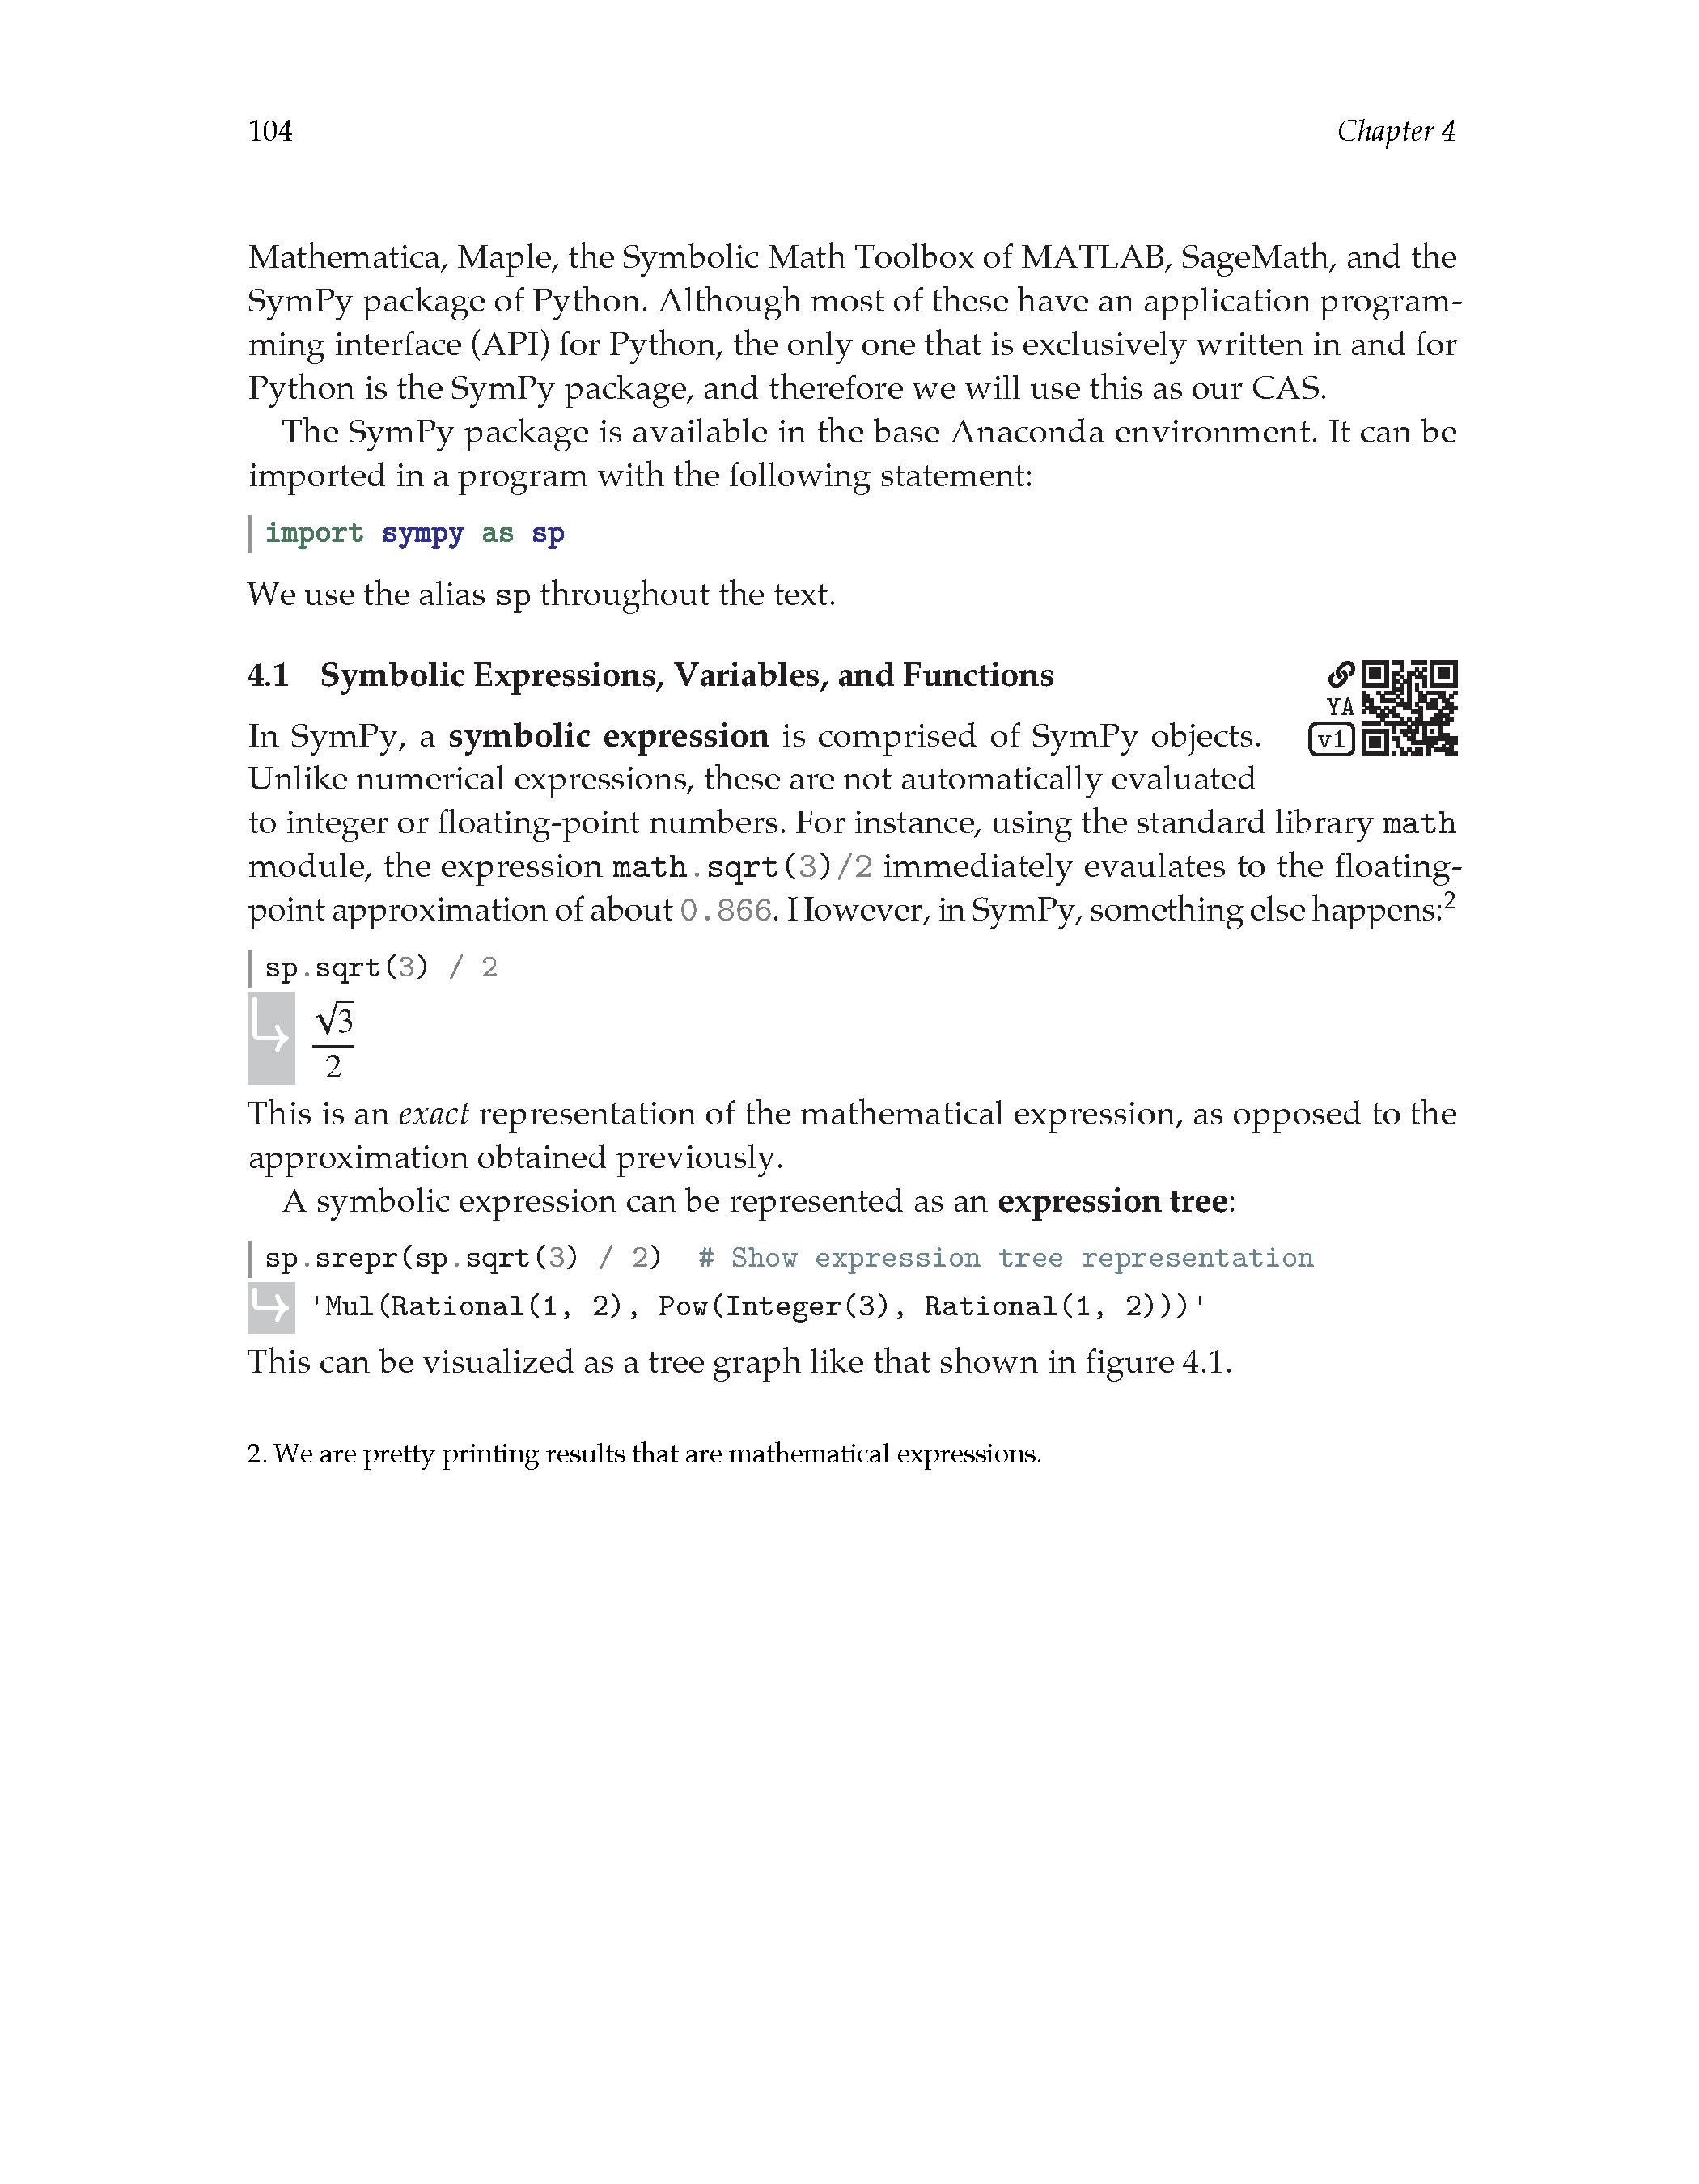 104 Chapter 4
Mathematica, Maple, the Symbolic Math Toolbox of MATLAB, SageMath, and the
SymPy package of Python. Although most of these have an application program-
ming interface (API) for Python, the only one that is exclusively written in and for
Python is the SymPy package, and therefore we will use this as our CAS.
The SymPy package is available in the base Anaconda environment. It can be
imported in a program with the following statement:
import sympy as sp
We use the alias sp throughout the text.
4.1 Symbolic Expressions, Variables, and Functions
YA
v1
In SymPy, a symbolic expression is comprised of SymPy objects.
Unlike numerical expressions, these are not automatically evaluated
to integer or floating-point numbers. For instance, using the standard library math
module, the expression math.sqrt(3)/2 immediately evaulates to the floating-
point approximation of about 0.866. However, in SymPy, something else happens:2
sp.sqrt(3) / 2
√3
2
This is an exact representation of the mathematical expression, as opposed to the
approximation obtained previously.
A symbolic expression can be represented as an expression tree:
sp.srepr(sp.sqrt(3) / 2)  # Show expression tree representation
'Mul(Rational(1, 2), Pow(Integer(3), Rational(1, 2)))'
This can be visualized as a tree graph like that shown in figure 4.1.
2. We are pretty printing results that are mathematical expressions.